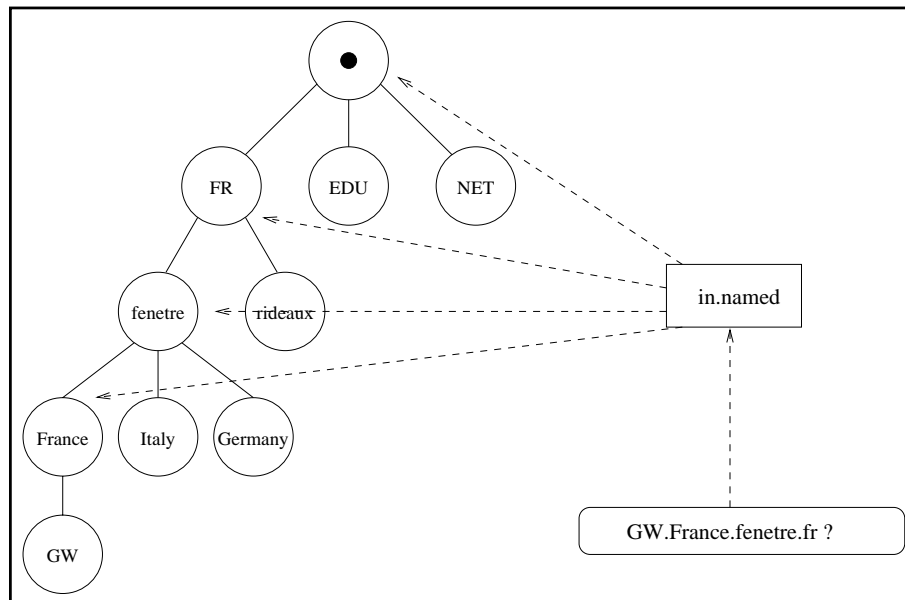 FR
EDU
NET
in.named
fenetre
rideaux
France
Italy
Germany
GW.France.fenetre.fr ?
GW